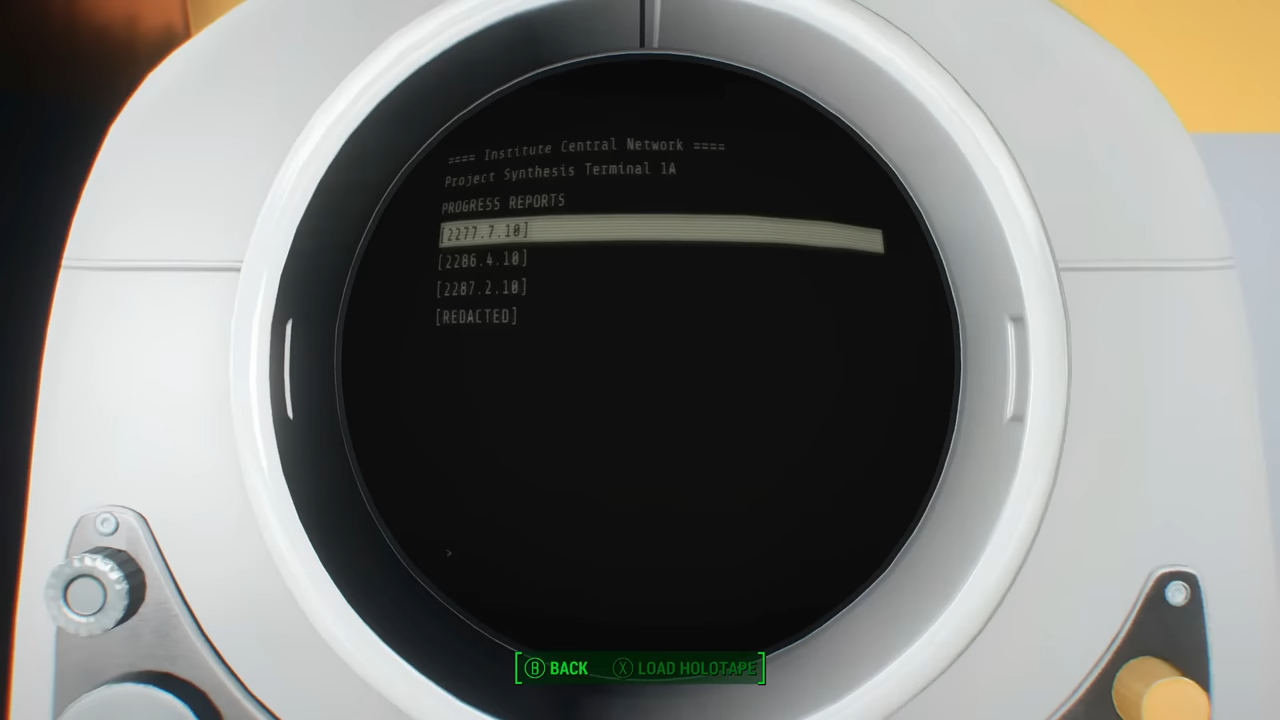 ==== Institute Central Network ====
Project Synthesis Terminal 1A
PROGRESS REPORTS
[2277.7.10]
[2286.4.10]
[2287.2.10]
[REDACTED]
>
B BACK X LOAD HOLOTAPE